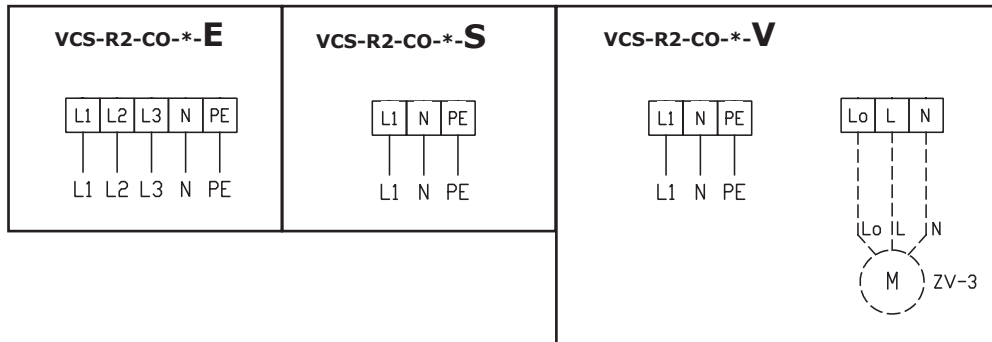 VCS-R2-CO-*-E
L1 L2 L3 N PE
L1 L2 L3 N PE
VCS-R2-CO-*-S
L1 N PE
L1 N PE
VCS-R2-CO-*-V
L1 N PE
L1 N PE
Lo L N
Lo L N
M ZV-3